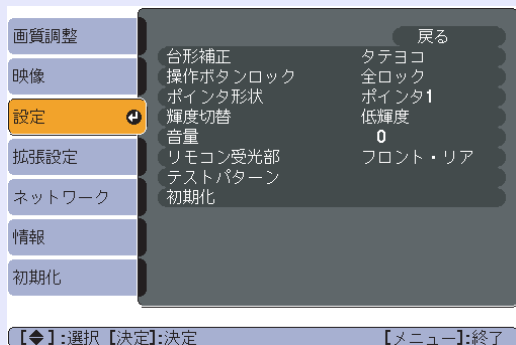 画質調整
映像
設定
拡張設定
ネットワーク
情報
初期化
戻る
台形補正 タテヨコ
操作ボタンロック 全ロック
ポインタ形状 ポインタ1
輝度切替 低輝度
音量 0
リモコン受光部 フロント・リア
テストパターン
初期化
【◆】:選択【決定】:決定 【メニュー】:終了